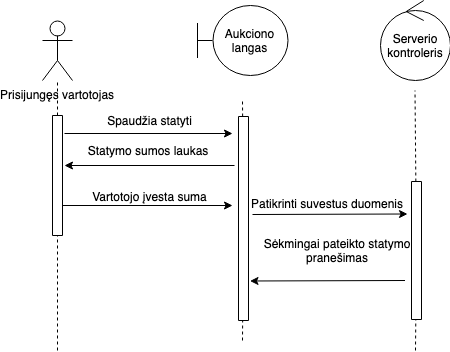 Aukciono
langas
Serverio
kontroleris
Prisijungęs vartotojas
Spaudžia statyti
Statymo sumos laukas
Vartotojo įvesta suma
Patikrinti suvestus duomenis
Sėkmingai pateikto statymo
pranešimas